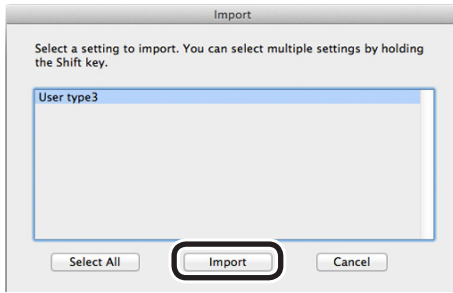 Import
Select a setting to import. You can select multiple settings by holding
the Shift key.
User type3
Select All
Import
Cancel